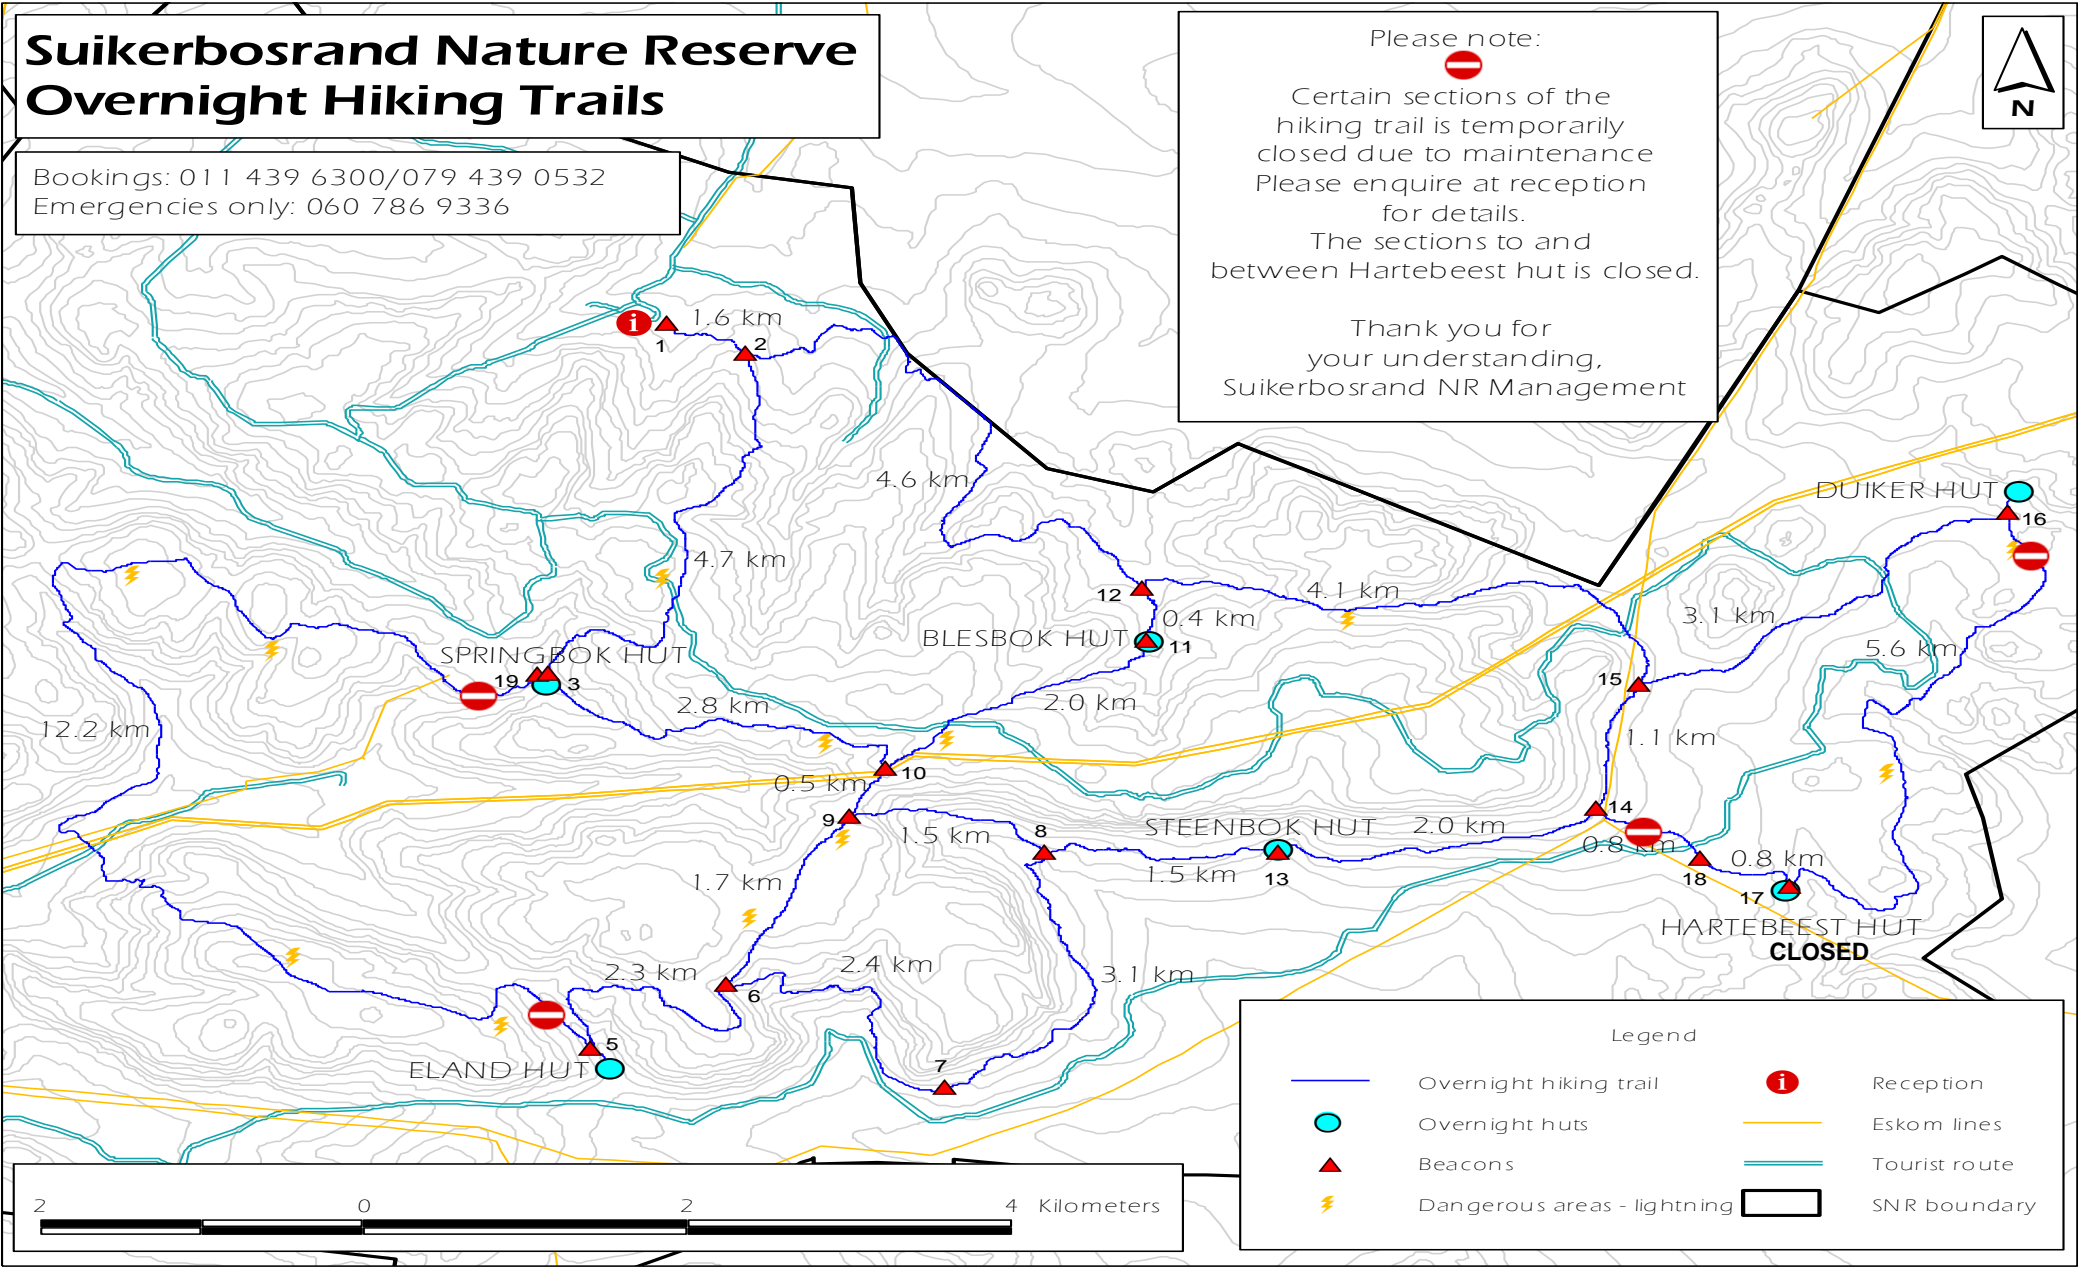 Suikerbosrand Nature Reserve
Overnight Hiking Trails
Bookings: 011 439 6300/079 439 0532
Emergencies only: 060 786 9336
Please note:
Certain sections of the
hiking trail is temporarily
closed due to maintenance
Please enquire at reception
for details.
The sections to and
between Hartebeest hut is closed.
Thank you for
your understanding,
Suikerbosrand NR Management
N
i
1.6 km
1
2
4.6 km
DUIKER HUT
16
4.7 km
12
4.1 km
0.4 km
3.1 km
BLESBOK HUT
11
5.6 km
SPRINGBOK HUT
19
3
15
2.8 km
2.0 km
12.2 km
1.1 km
10
0.5 km
9
14
1.5 km
8
STEENBOK HUT
2.0 km
0.8 km
0.8 km
1.7 km
1.5 km
13
18
17
HARTEBEEST HUT
CLOSED
2.3 km
2.4 km
3.1 km
6
5
ELAND HUT
7
Legend
Overnight hiking trail
i
Reception
Overnight huts
Eskom lines
Beacons
Tourist route
Dangerous areas - lightning
SNR boundary
2
0
2
4
Kilometers